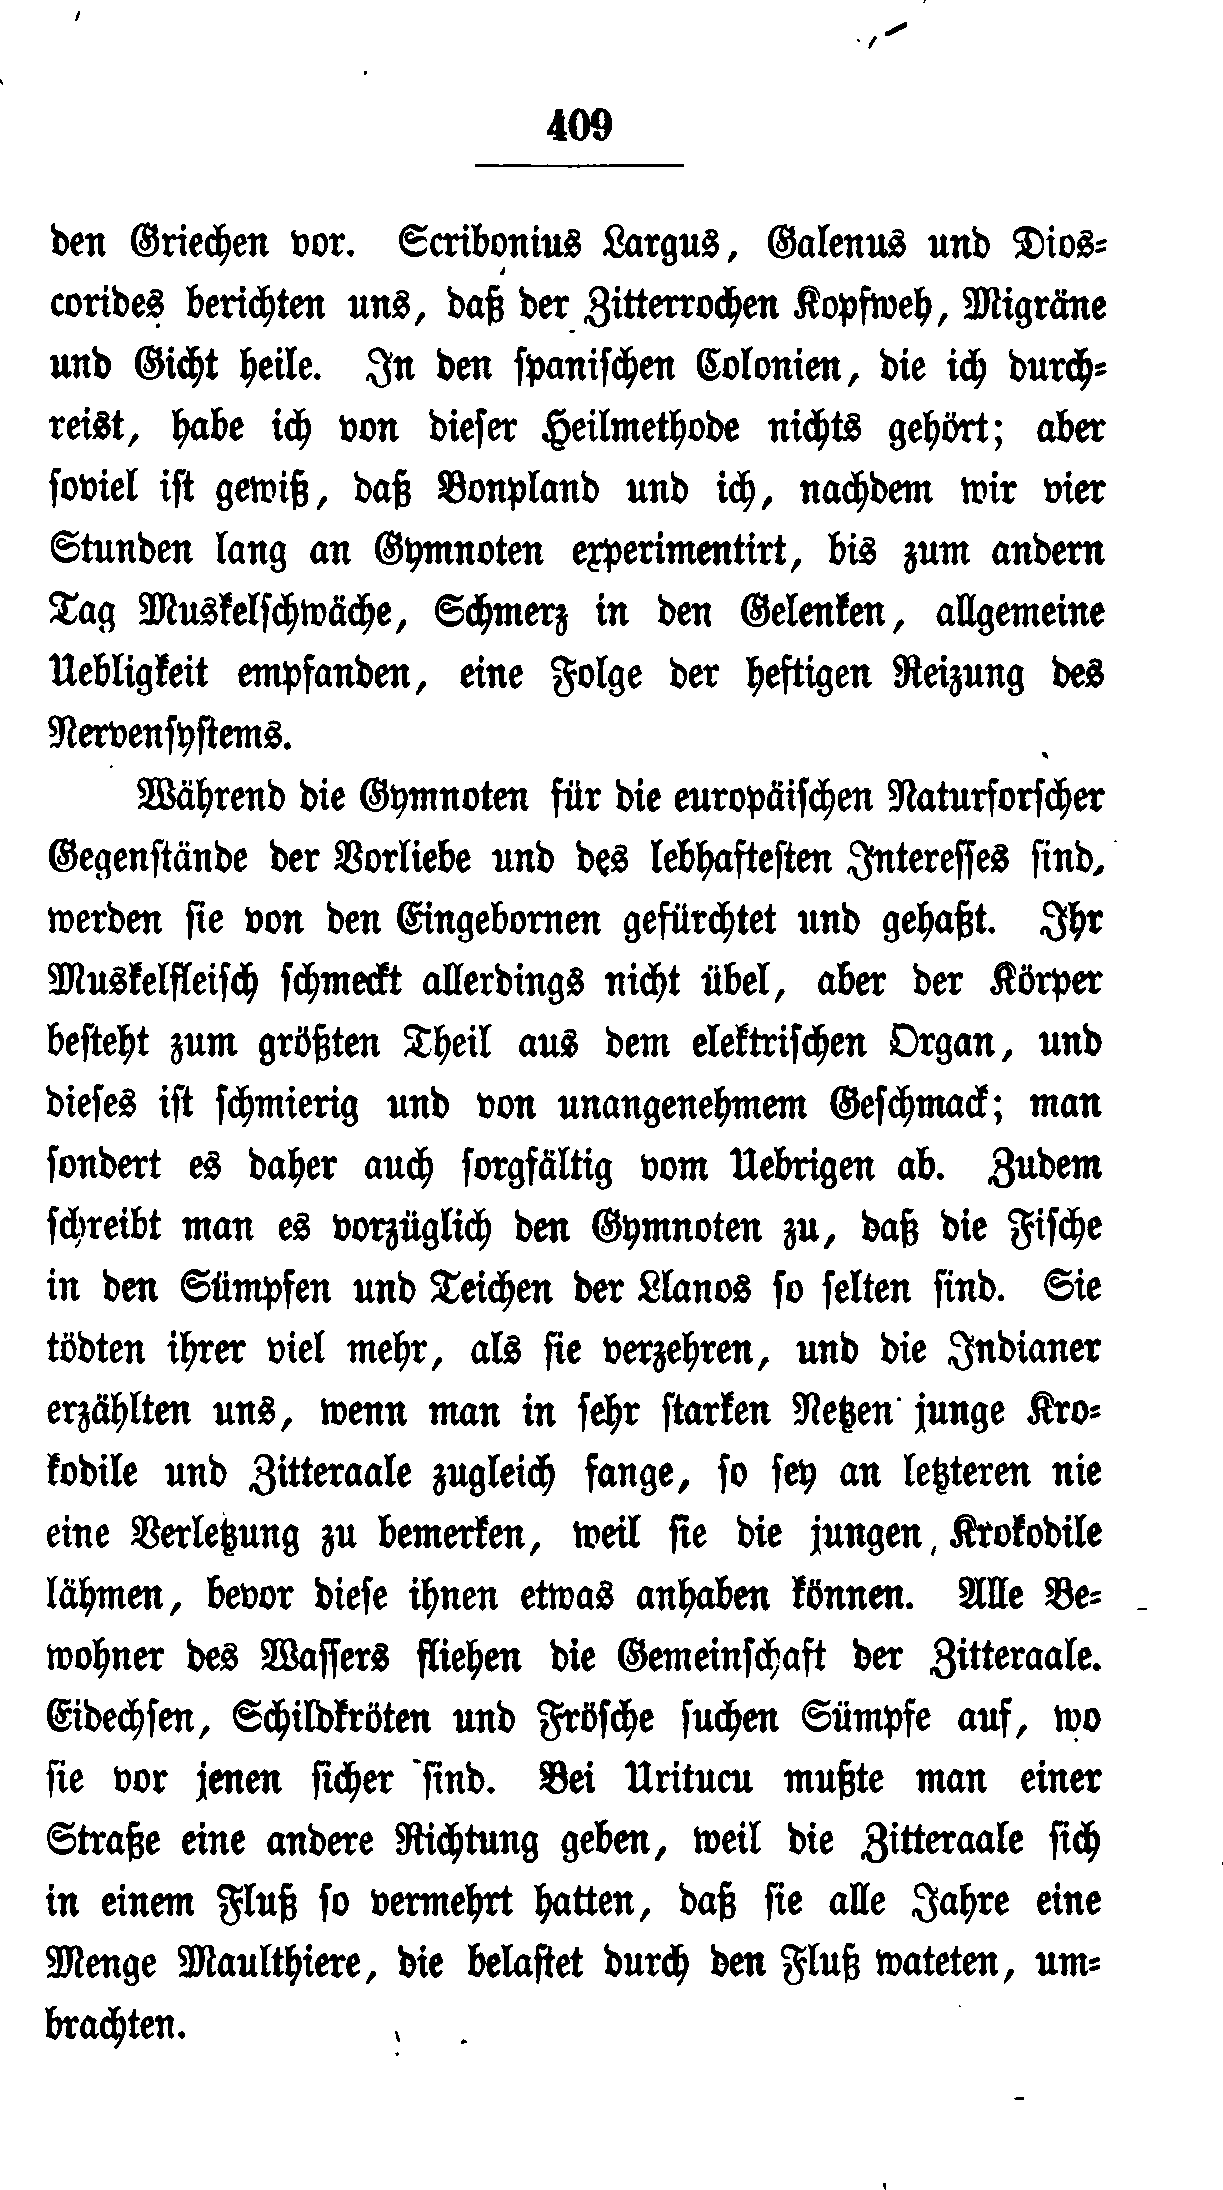 409
den Griechen vor. Scribonius Largus, Galenus und Dios-
corides berichten uns, daß der Zitterrochen Kopfweh, Migräne
und Gicht heile. In den spanischen Colonien, die ich durch-
reist, habe ich von dieser Heilmethode nichts gehört; aber
soviel ist gewiß, daß Bonpland und ich, nachdem wir vier
Stunden lang an Gymnoten experimentirt, bis zum andern
Tag Muskelschwäche, Schmerz in den Gelenken, allgemeine
Uebligkeit empfanden, eine Folge der heftigen Reizung des
Nervensystems.
Während die Gymnoten für die europäischen Naturforscher
Gegenstände der Vorliebe und des lebhaftesten Interesses sind,
werden sie von den Eingebornen gefürchtet und gehaßt. Ihr
Muskelfleisch schmeckt allerdings nicht übel, aber der Körper
besteht zum größten Theil aus dem elektrischen Organ, und
dieses ist schmierig und von unangenehmem Geschmack; man
sondert es daher auch sorgfältig vom Uebrigen ab. Zudem
schreibt man es vorzüglich den Gymnoten zu, daß die Fische
in den Sümpfen und Teichen der Llanos so selten sind. Sie
tödten ihrer viel mehr, als sie verzehren, und die Indianer
erzählten uns, wenn man in sehr starken Netzen junge Kro-
kodile und Zitteraale zugleich fange, so sey an letzteren nie
eine Verletzung zu bemerken, weil sie die jungen Krokodile
lähmen, bevor diese ihnen etwas anhaben können. Alle Be-
wohner des Wassers fliehen die Gemeinschaft der Zitteraale.
Eidechsen, Schildkröten und Frösche suchen Sümpfe auf, wo
sie vor jenen sicher sind. Bei Uritucu mußte man einer
Straße eine andere Richtung geben, weil die Zitteraale sich
in einem Fluß so vermehrt hatten, daß sie alle Jahre eine
Menge Maulthiere, die belastet durch den Fluß wateten, um-
brachten.